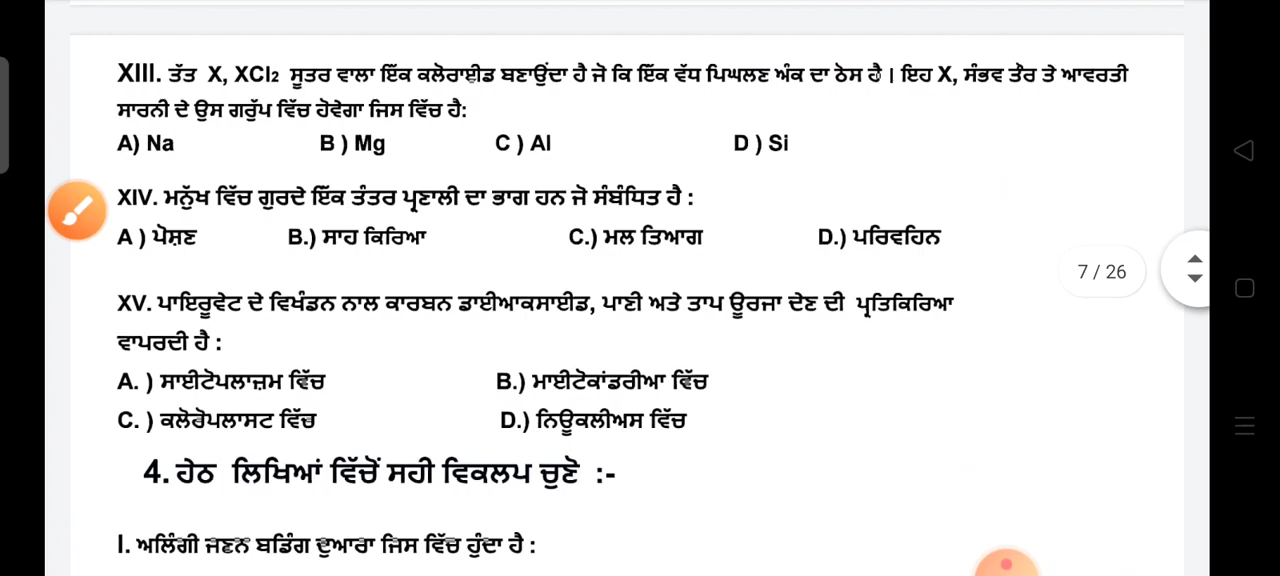 XIII. ਤੱਤ X, XCl₂ ਸੂਤਰ ਵਾਲਾ ਇੱਕ ਕਲੋਰਾਈਡ ਬਣਾਉਂਦਾ ਹੈ ਜੋ ਕਿ ਇੱਕ ਵੱਧ ਪਿਘਲਣ ਅੰਕ ਦਾ ਠੋਸ ਹੈ । ਇਹ X, ਸੰਭਵ ਤੌਰ ਤੇ ਆਵਰਤੀ
ਸਾਰਨੀ ਦੇ ਉਸ ਗਰੁੱਪ ਵਿੱਚ ਹੋਵੇਗਾ ਜਿਸ ਵਿੱਚ ਹੈ:
A) Na B ) Mg C ) Al D ) Si
XIV. ਮਨੁੱਖ ਵਿੱਚ ਗੁਰਦੇ ਇੱਕ ਤੰਤਰ ਪ੍ਰਣਾਲੀ ਦਾ ਭਾਗ ਹਨ ਜੋ ਸੰਬੰਧਿਤ ਹੈ :
A ) ਪੋਸ਼ਣ B.) ਸਾਹ ਕਿਰਿਆ C.) ਮਲ ਤਿਆਗ D.) ਪਰਿਵਹਿਨ
7 / 26
XV. ਪਾਇਰੂਵੇਟ ਦੇ ਵਿਖੰਡਨ ਨਾਲ ਕਾਰਬਨ ਡਾਈਆਕਸਾਈਡ, ਪਾਣੀ ਅਤੇ ਤਾਪ ਊਰਜਾ ਦੇਣ ਦੀ ਪ੍ਰਤਿਕਿਰਿਆ
ਵਾਪਰਦੀ ਹੈ :
A. ) ਸਾਈਟੋਪਲਾਜ਼ਮ ਵਿੱਚ B.) ਮਾਈਟੋਕਾਂਡਰੀਆ ਵਿੱਚ
C. ) ਕਲੋਰੋਪਲਾਸਟ ਵਿੱਚ D.) ਨਿਊਕਲੀਅਸ ਵਿੱਚ
4. ਹੇਠ ਲਿਖਿਆਂ ਵਿੱਚੋਂ ਸਹੀ ਵਿਕਲਪ ਚੁਣੋ :-
I. ਅਲਿੰਗੀ ਜਣਨ ਬਡਿੰਗ ਦੁਆਰਾ ਜਿਸ ਵਿੱਚ ਹੁੰਦਾ ਹੈ :